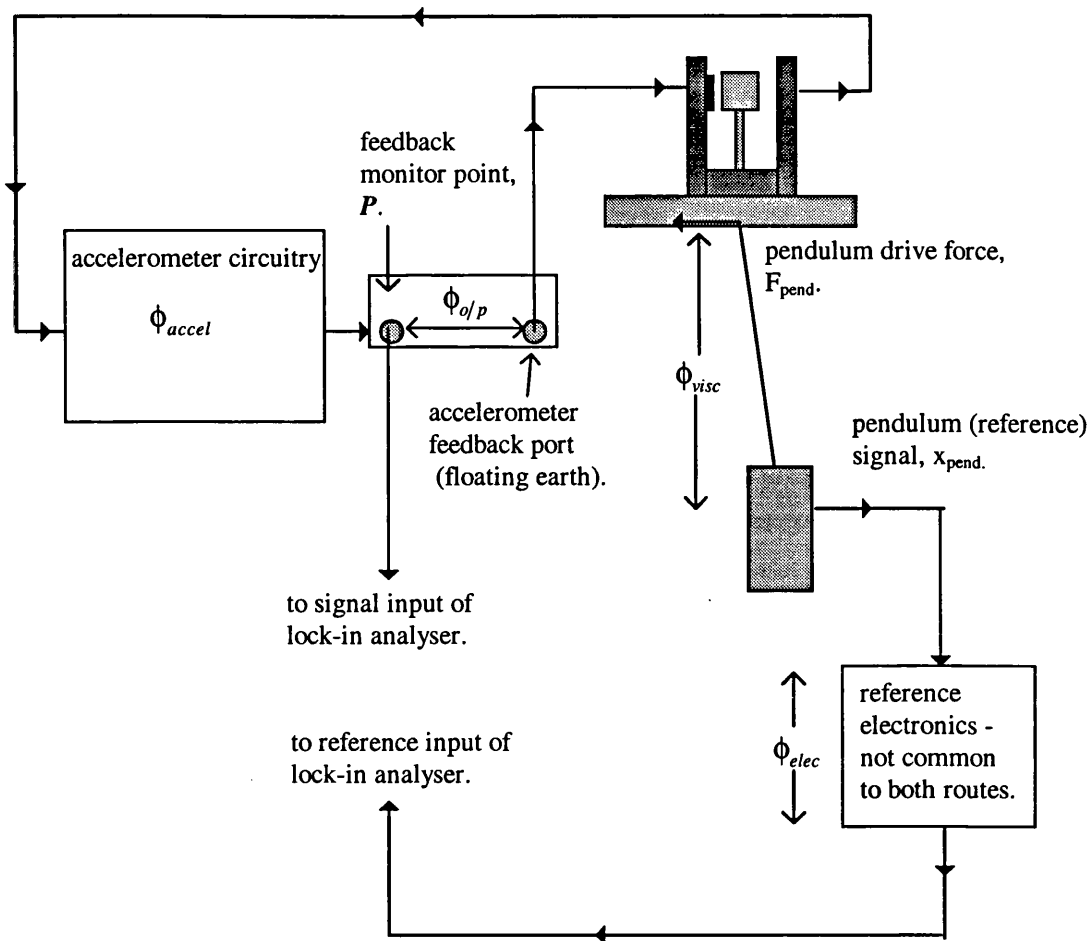 feedback
monitor point,
P.
accelerometer circuitry
ϕaccel
ϕo/p
pendulum drive force,
Fpend.
ϕvisc
accelerometer
feedback port
(floating earth).
pendulum (reference)
signal, xpend.
to signal input of
lock-in analyser.
reference
electronics -
not common
to both routes.
ϕelec
to reference input of
lock-in analyser.